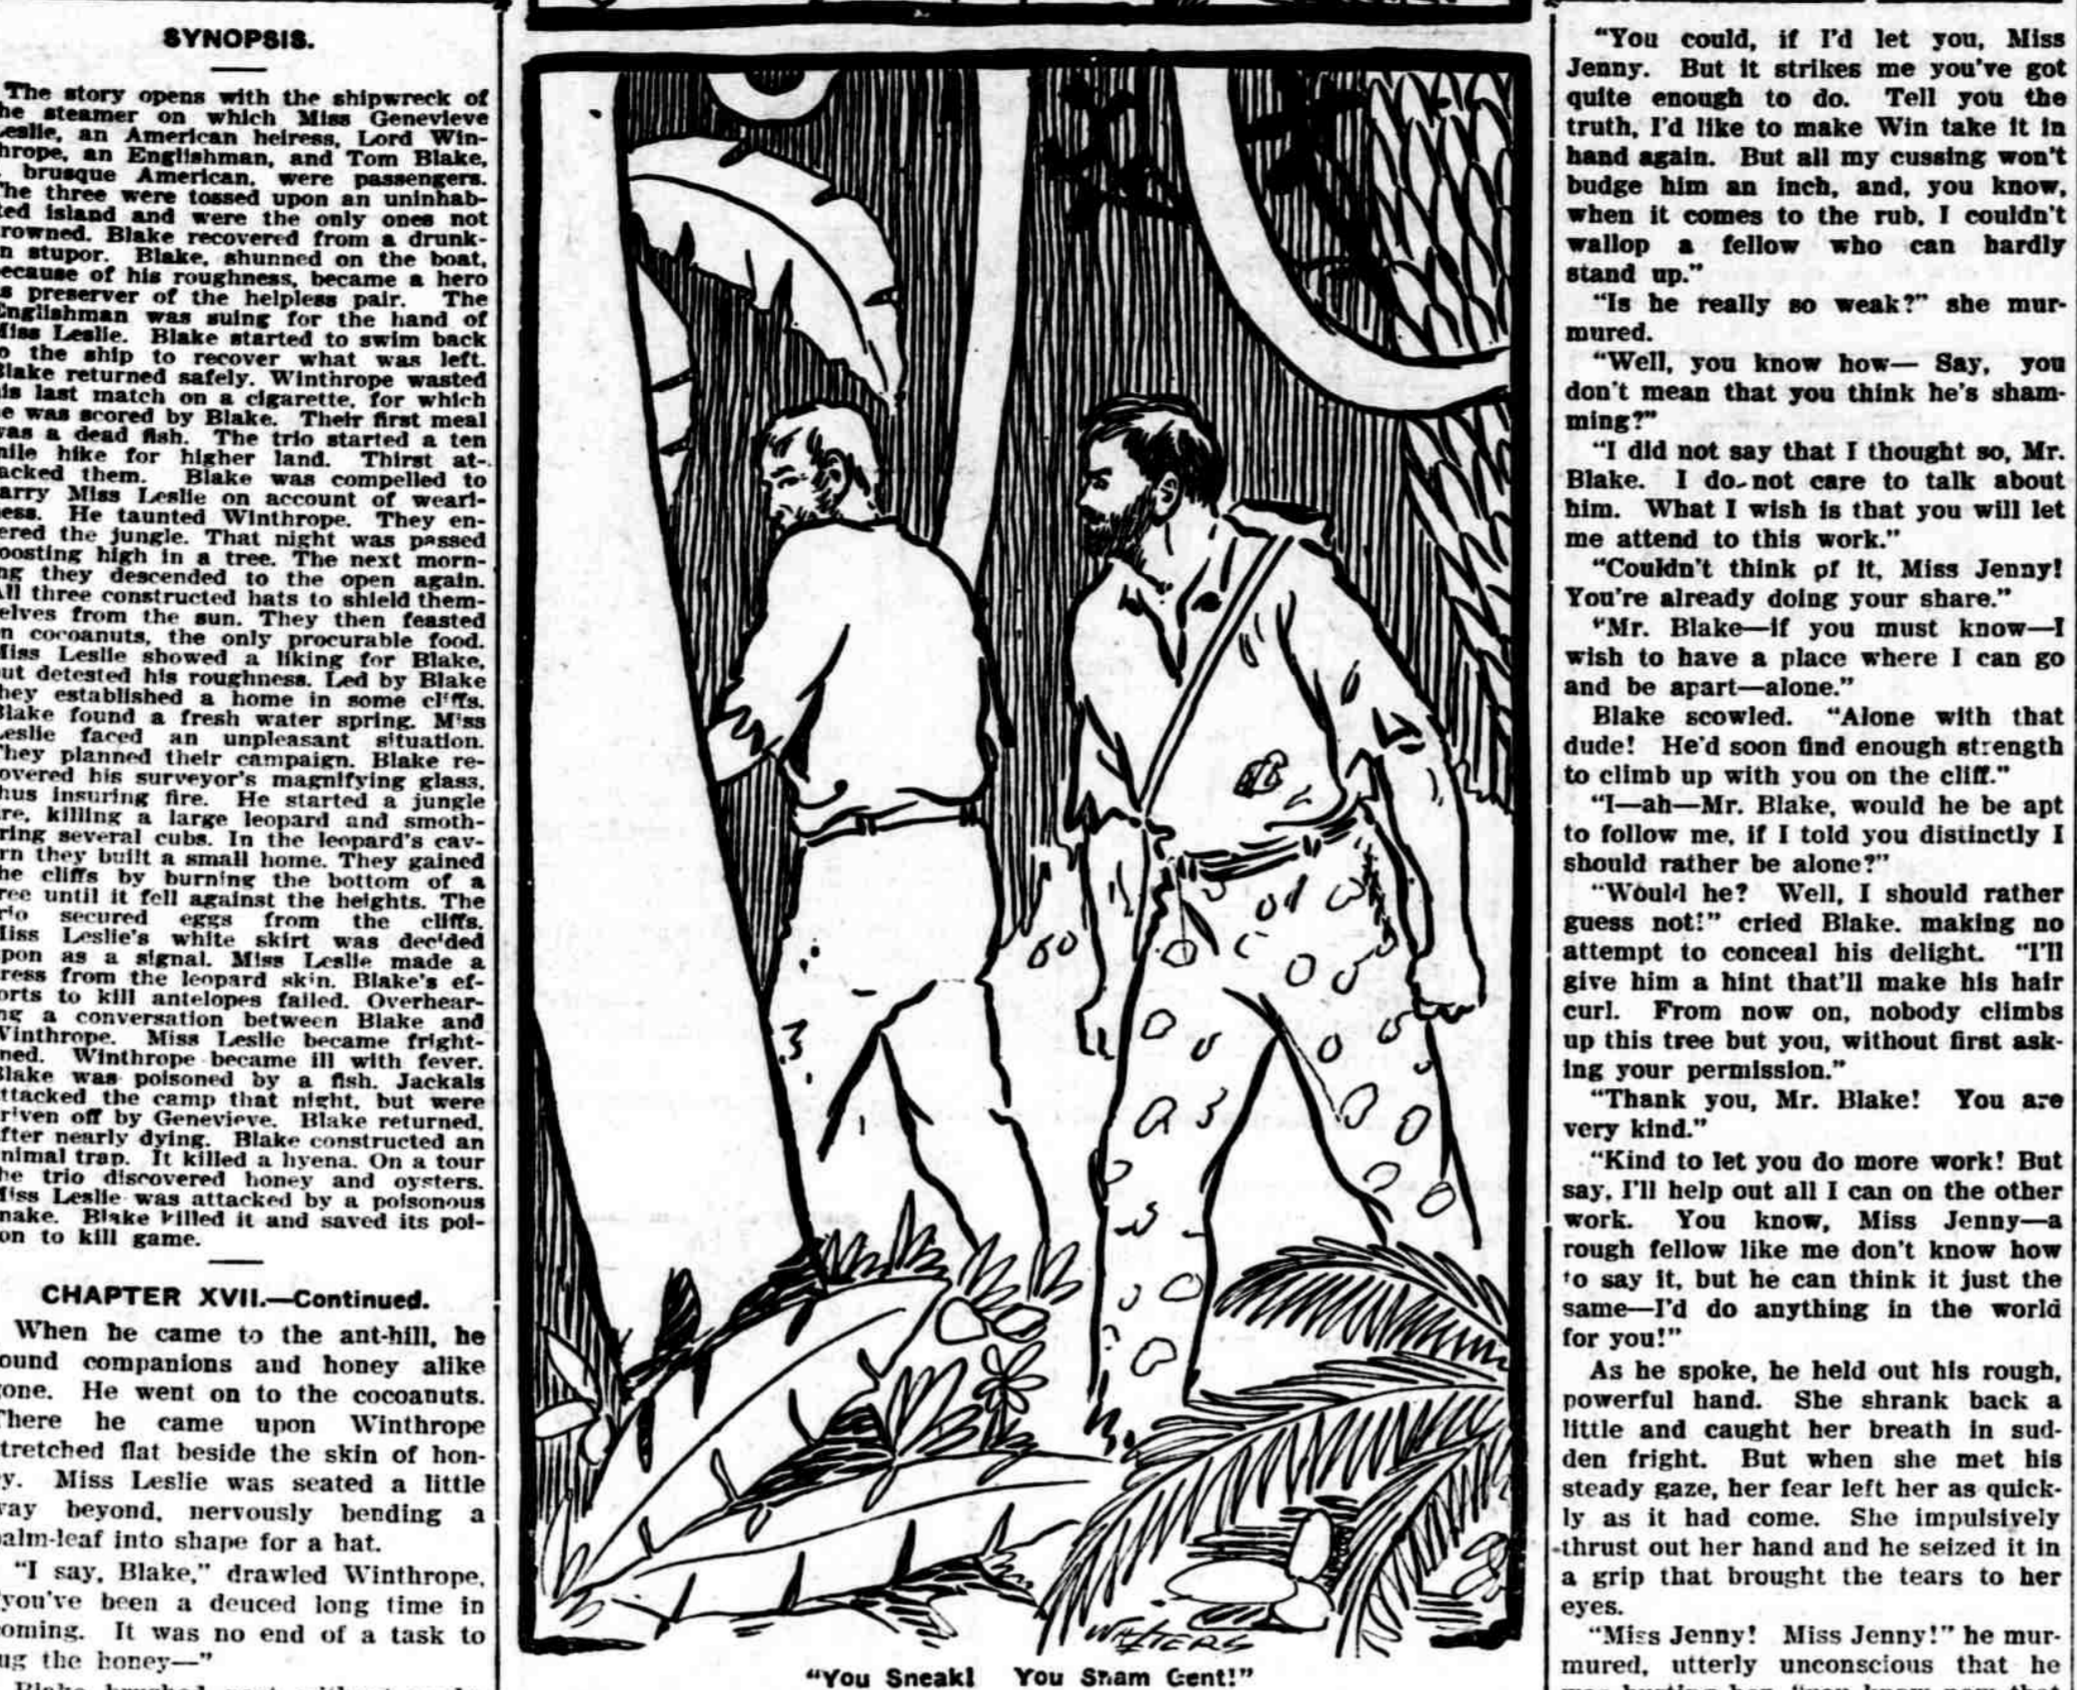 SYNOPSIS.
The story opens with the shipwreck of
he steamer on which Miss Genevieve
eslie, an American heiress, Lord Win-
hrope, an Englishman, and Tom Blake,
brusque American, were passengers.
he three were tossed upon an uninhab-
ted island and were the only ones not
rowned. Blake recovered from a drunk-
n stupor. Blake, shunned on the boat,
ecause of his roughness, became a hero
s preserver of the helpless pair. The
nglishman was suing for the hand of
iss Leslie. Blake started to swim back
o the ship to recover what was left.
lake returned safely. Winthrope wasted
is last match on a cigarette, for which
e was scored by Blake. Their first meal
as a dead fish. The trio started a ten
ile hike for higher land. Thirst at-
acked them. Blake was compelled to
arry Miss Leslie on account of weari-
ess. He taunted Winthrope. They en-
ered the jungle. That night was passed
oosting high in a tree. The next morn-
ng they descended to the open again.
ll three constructed hats to shield them-
elves from the sun. They then feasted
n cocoanuts, the only procurable food.
iss Leslie showed a liking for Blake,
ut detested his roughness. Led by Blake
hey established a home in some cliffs.
lake found a fresh water spring. Miss
eslie faced an unpleasant situation.
hey planned their campaign. Blake re-
overed his surveyor's magnifying glass,
hus insuring fire. He started a jungle
re, killing a large leopard and smoth-
ring several cubs. In the leopard's cav-
rn they built a small home. They gained
he cliffs by burning the bottom of a
ree until it fell against the heights. The
rio secured eggs from the cliffs.
iss Leslie's white skirt was decided
pon as a signal. Miss Leslie made a
ress from the leopard skin. Blake's ef-
orts to kill antelopes failed. Overhear-
ng a conversation between Blake and
inthrope. Miss Leslie became fright-
ned. Winthrope became ill with fever.
lake was poisoned by a fish. Jackals
ttacked the camp that night, but were
riven off by Genevieve. Blake returned,
fter nearly dying. Blake constructed an
nimal trap. It killed a hyena. On a tour
he trio discovered honey and oysters.
iss Leslie was attacked by a poisonous
nake. Blake killed it and saved its poi-
on to kill game.
CHAPTER XVII.—Continued.
When he came to the ant-hill, he
ound companions and honey alike
one. He went on to the cocoanuts.
here he came upon Winthrope
tretched flat beside the skin of hon-
y. Miss Leslie was seated a little
ay beyond, nervously bending a
alm-leaf into shape for a hat.
"I say, Blake," drawled Winthrope,
"you've been a deuced long time in
oming. It was no end of a task to
ug the honey—"
WALTERS
"You Sneak! You Sham Gent!"
"You could, if I'd let you, Miss
Jenny. But it strikes me you've got
quite enough to do. Tell you the
truth, I'd like to make Win take it in
hand again. But all my cussing won't
budge him an inch, and, you know,
when it comes to the rub, I couldn't
wallop a fellow who can hardly
stand up."
"Is he really so weak?" she mur-
mured.
"Well, you know how— Say, you
don't mean that you think he's sham-
ming?"
"I did not say that I thought so, Mr.
Blake. I do not care to talk about
him. What I wish is that you will let
me attend to this work."
"Couldn't think of it, Miss Jenny!
You're already doing your share."
"Mr. Blake—if you must know—I
wish to have a place where I can go
and be apart—alone."
Blake scowled. "Alone with that
dude! He'd soon find enough strength
to climb up with you on the cliff."
"I—ah—Mr. Blake, would he be apt
to follow me, if I told you distinctly I
should rather be alone?"
"Would he? Well, I should rather
guess not!" cried Blake. making no
attempt to conceal his delight. "I'll
give him a hint that'll make his hair
curl. From now on, nobody climbs
up this tree but you, without first ask-
ing your permission."
"Thank you, Mr. Blake! You are
very kind."
"Kind to let you do more work! But
say, I'll help out all I can on the other
work. You know, Miss Jenny—a
rough fellow like me don't know how
to say it, but he can think it just the
same—I'd do anything in the world
for you!"
As he spoke, he held out his rough,
powerful hand. She shrank back a
little and caught her breath in sud-
den fright. But when she met his
steady gaze, her fear left her as quick-
ly as it had come. She impulsively
thrust out her hand and he seized it in
a grip that brought the tears to her
eyes.
"Miss Jenny! Miss Jenny!" he mur-
mured, utterly unconscious that he